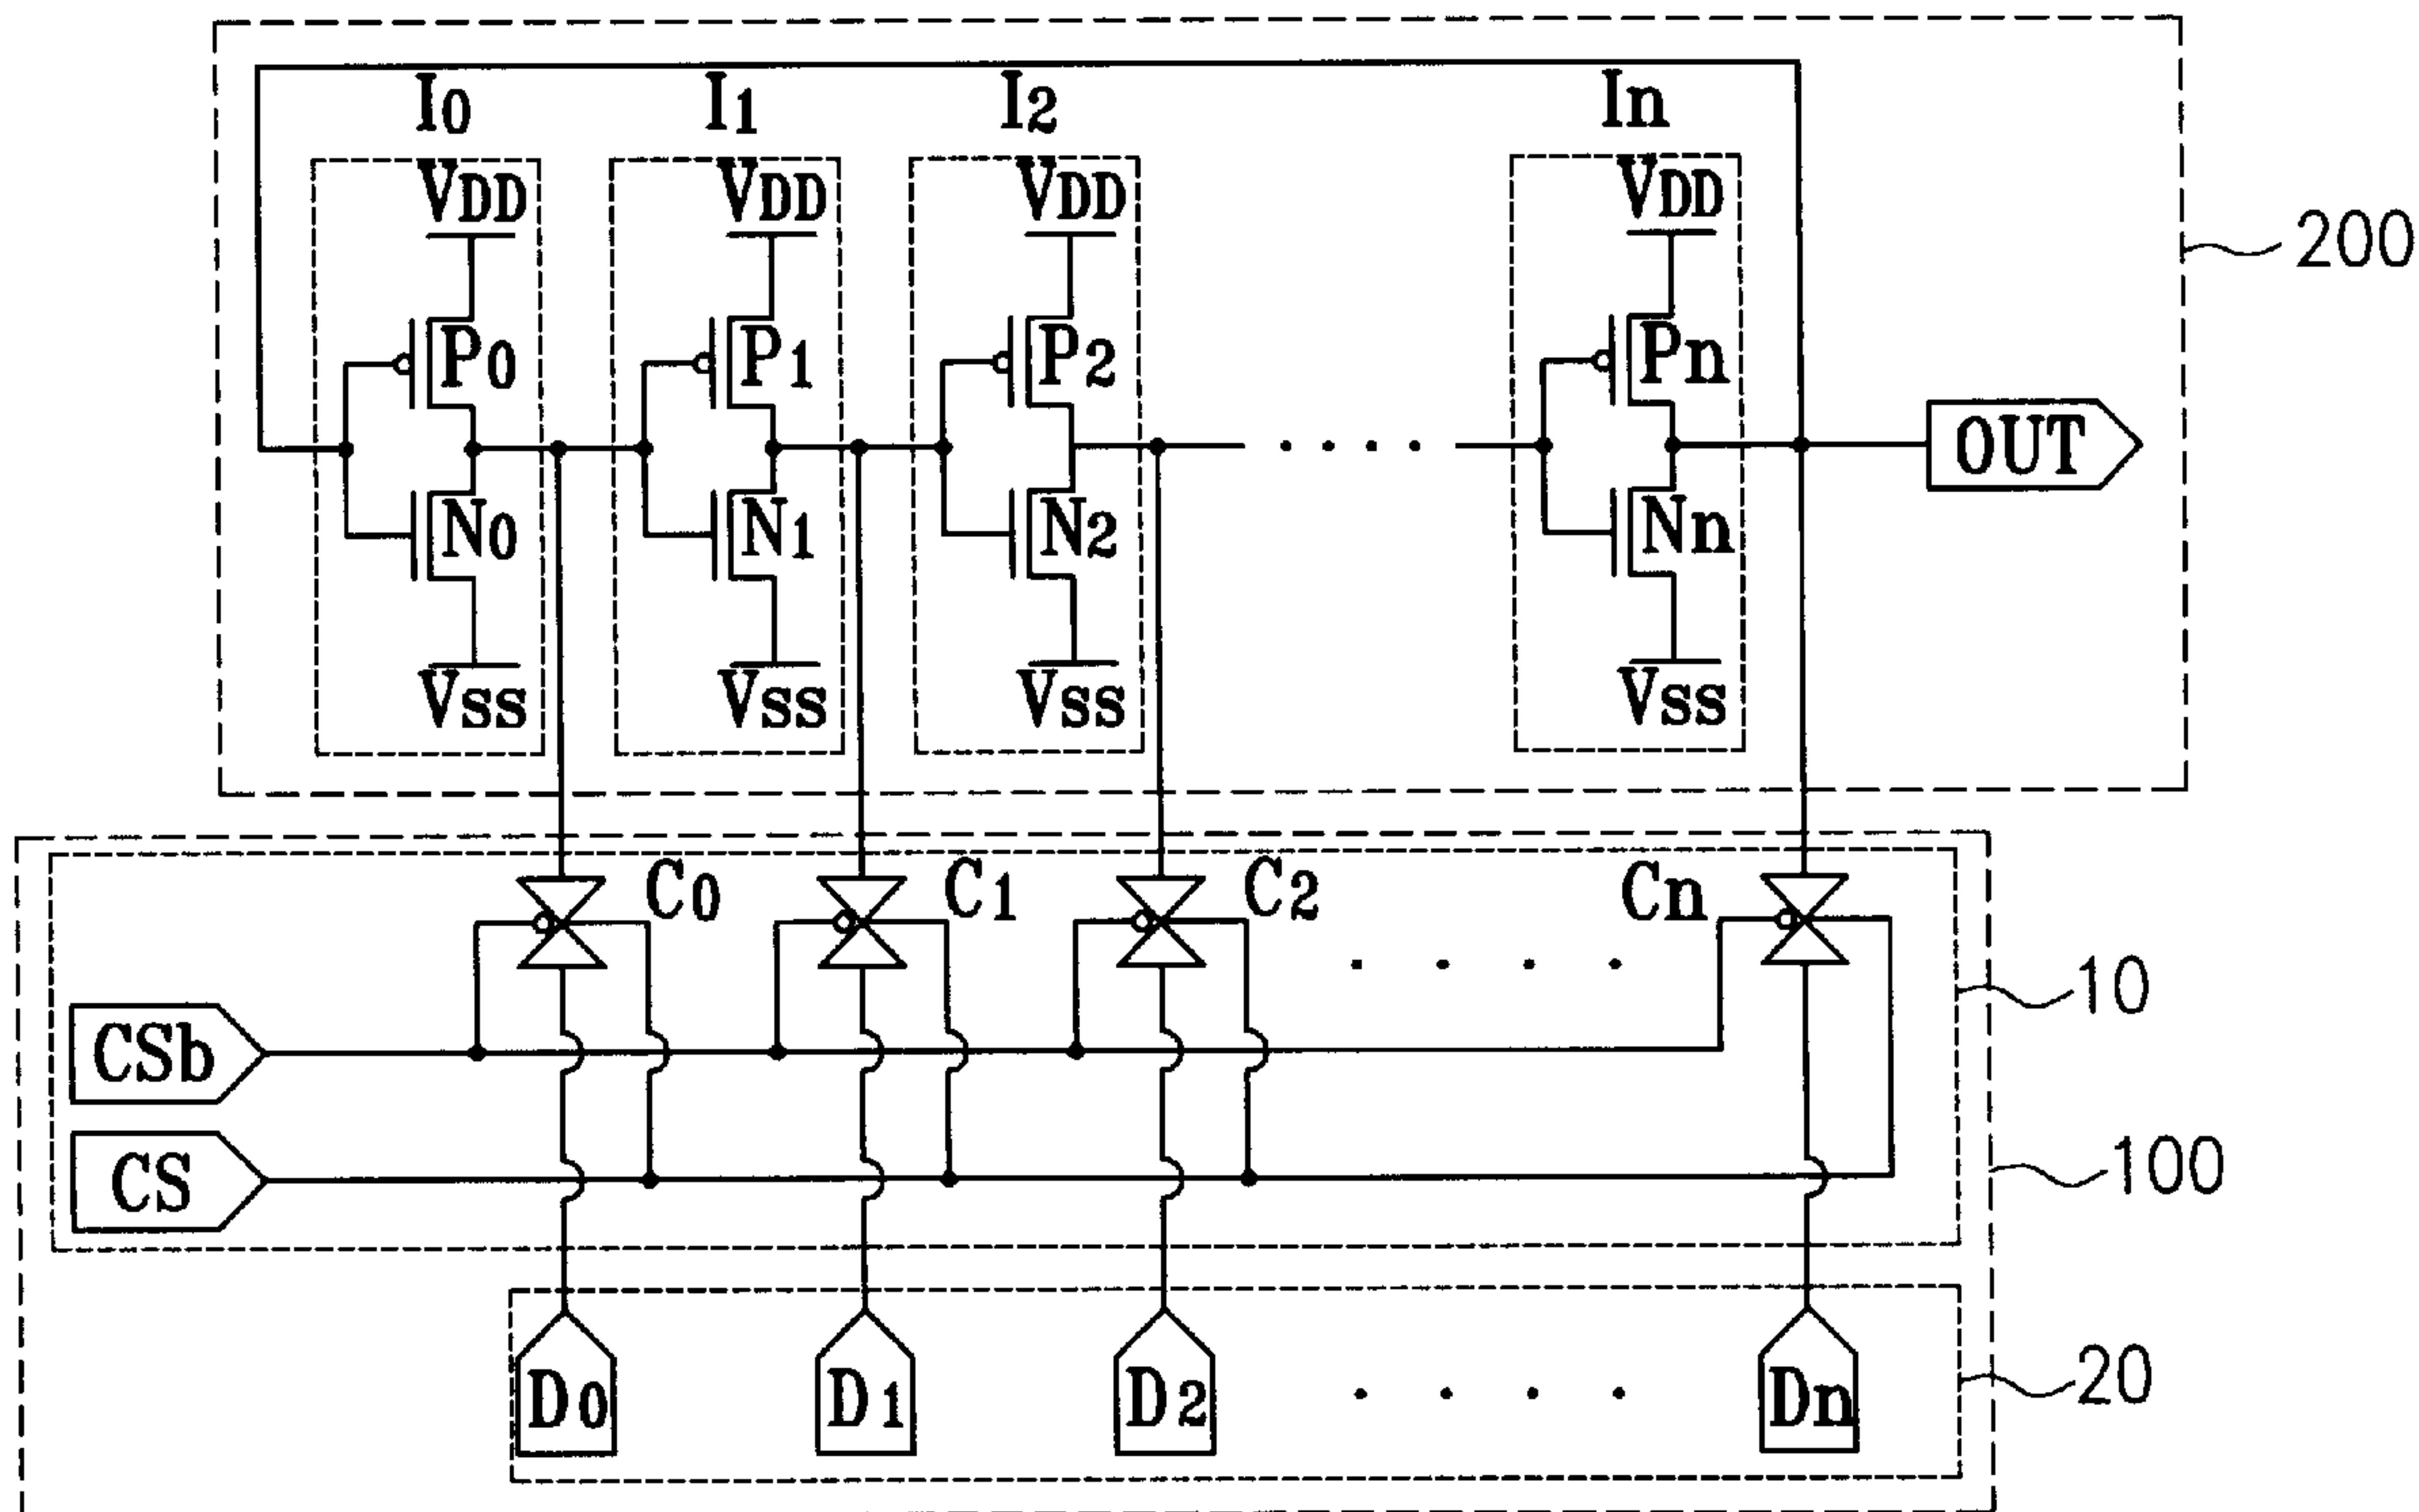 I0 I1 I2 In
VDD VDD VDD VDD
200
P0 P1 P2 Pn
OUT
N0 N1 N2 Nn
VSS VSS VSS VSS
C0 C1 C2 Cn
10
CSb
CS
100
20
D0 D1 D2 Dn